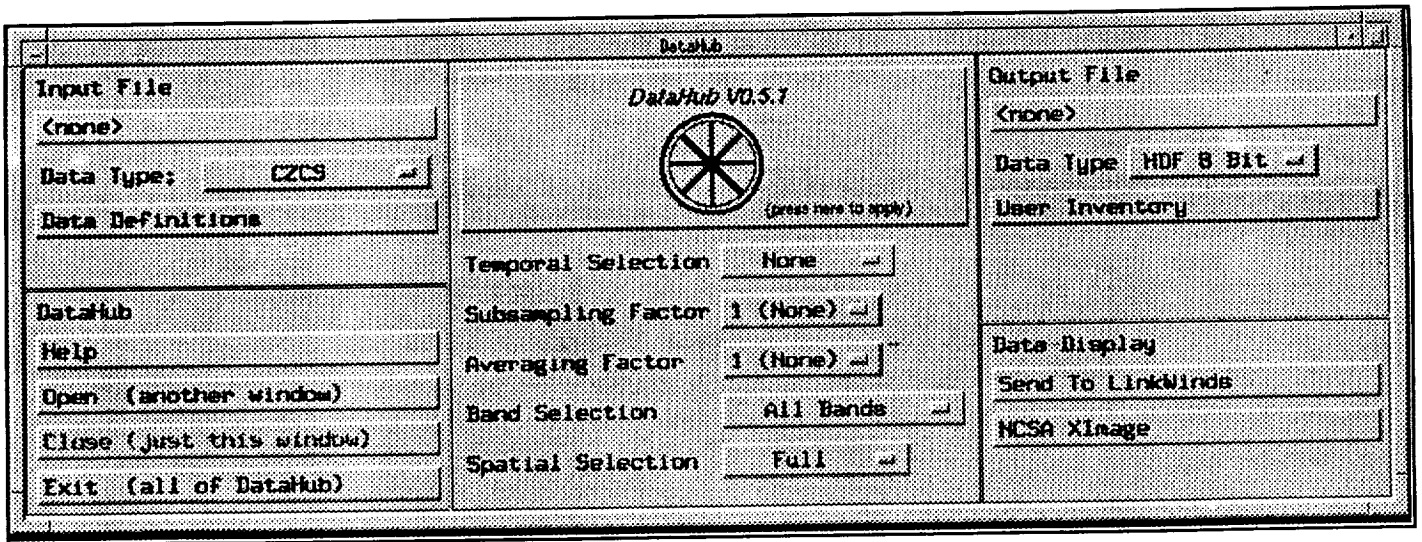 DataHub
Input File
<none>
Data Type: CZCS
Data Definitions
DataHub
Help
Open (another window)
Close (just this window)
Exit (all of DataHub)
DataHub V0.5.7
(press here to apply)
Temporal Selection None
Subsampling Factor 1 (None)
Averaging Factor 1 (None)
Band Selection All Bands
Spatial Selection Full
Output File
<none>
Data Type HDF 8 Bit
User Inventory
Data Display
Send To LinkWinds
NCSA XImage